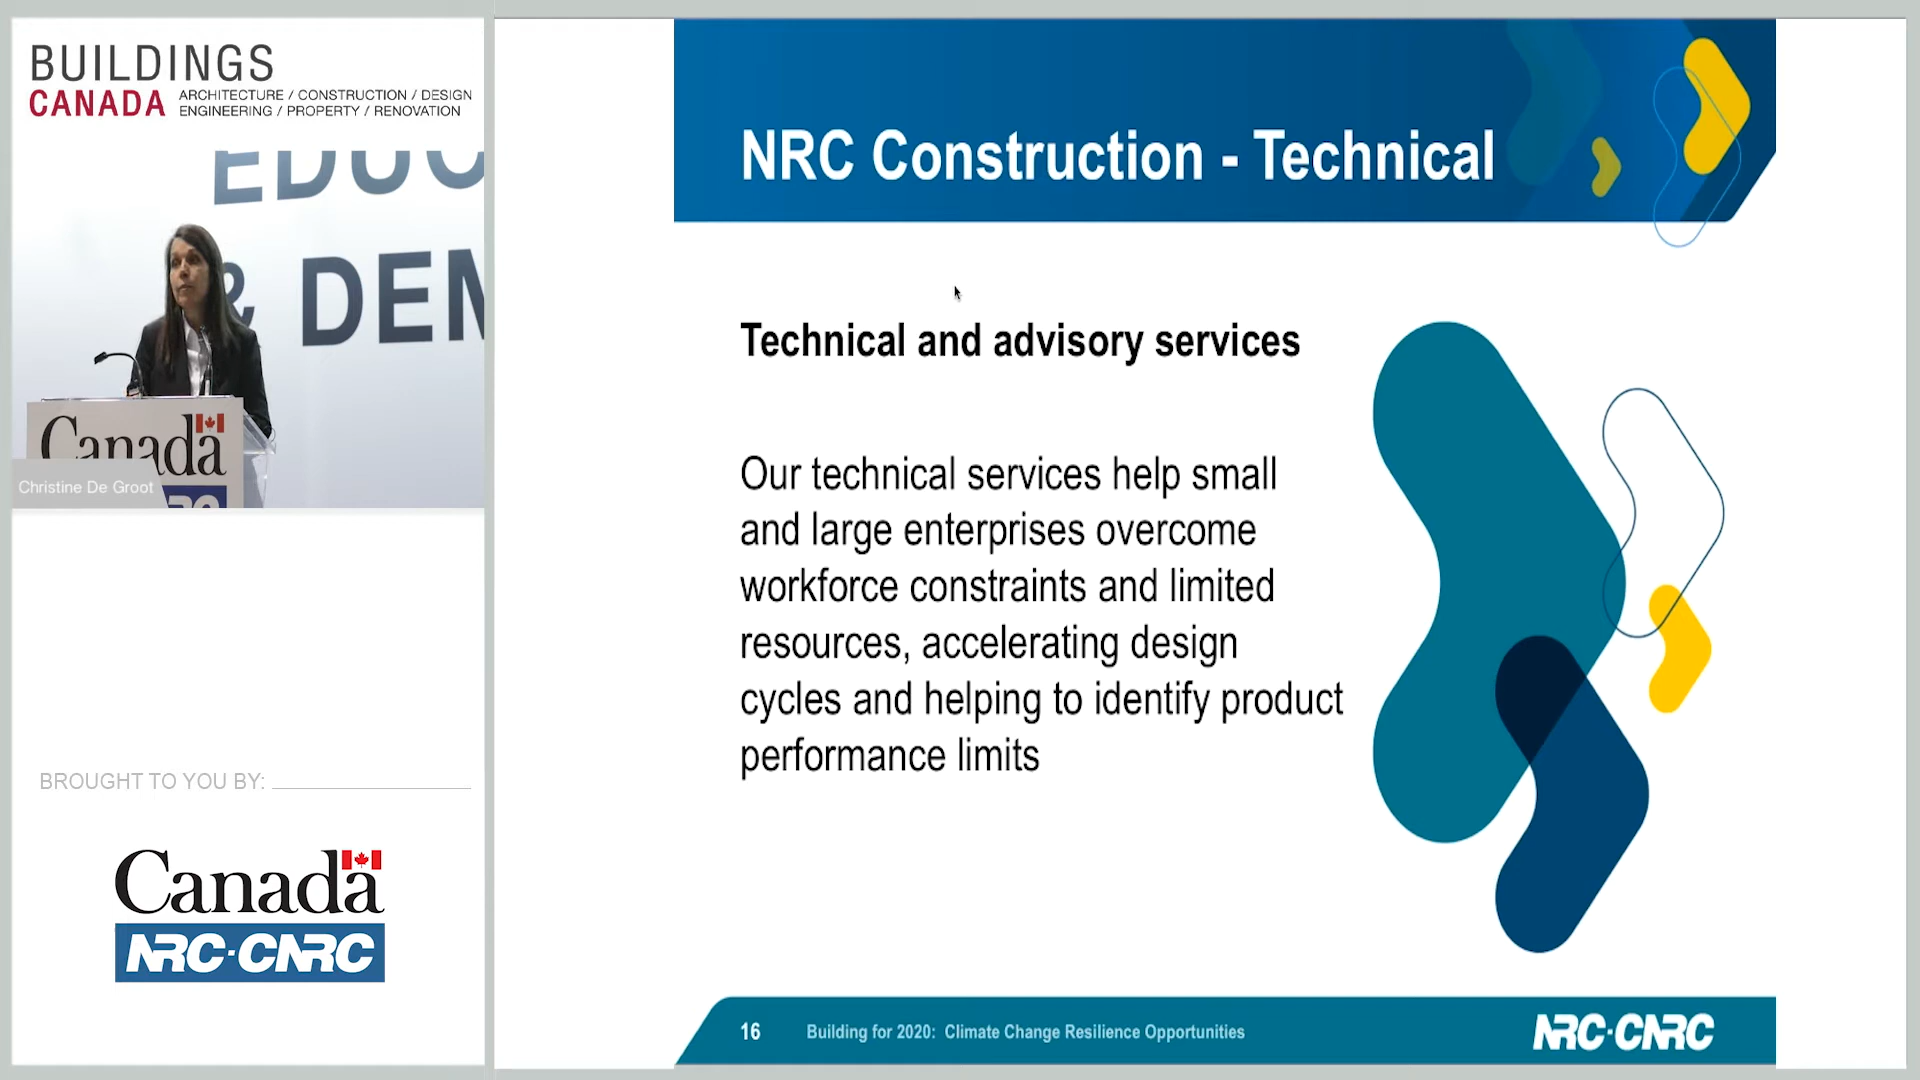 BUILDINGS
CANADA
ARCHITECTURE / CONSTRUCTION / DESIGN
ENGINEERING / PROPERTY / RENOVATION
& DEM
Canada
Christine De Groot
BROUGHT TO YOU BY:
Canada
NRC·CNRC
NRC Construction - Technical
Technical and advisory services
Our technical services help small
and large enterprises overcome
workforce constraints and limited
resources, accelerating design
cycles and helping to identify product
performance limits
16
Building for 2020: Climate Change Resilience Opportunities
NRC·CNRC